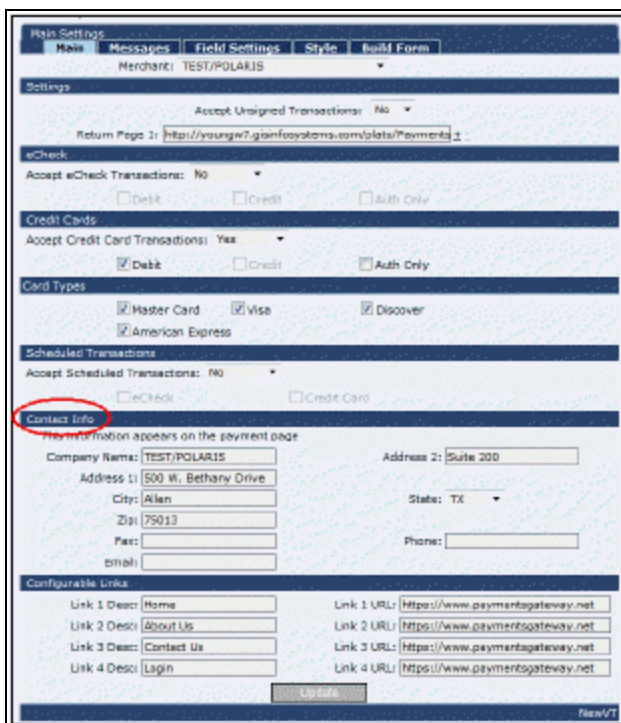 Main Settings
Main Messages Field Settings Style Build Form
Merchant: TEST/POLARIS
Settings
Accept Unsigned Transactions: No
Return Page 1: http://youngw7.gisinfosystems.com/plats/Payments +
eCheck
Accept eCheck Transactions: No
Debit Credit Auth Only
Credit Cards
Accept Credit Card Transactions: Yes
Debit Credit Auth Only
Card Types
Master Card Visa Discover
American Express
Scheduled Transactions
Accept Scheduled Transactions: No
eCheck Credit Card
Contact Info
This information appears on the payment page
Company Name: TEST/POLARIS Address 2: Suite 200
Address 1: 500 W. Bethany Drive
City: Allen State: TX
Zip: 75013
Fax: Phone:
Email:
Configurable Links
Link 1 Desc: Home Link 1 URL: https://www.paymentsgateway.net
Link 2 Desc: About Us Link 2 URL: https://www.paymentsgateway.net
Link 3 Desc: Contact Us Link 3 URL: https://www.paymentsgateway.net
Link 4 Desc: Login Link 4 URL: https://www.paymentsgateway.net
Update
NewVT